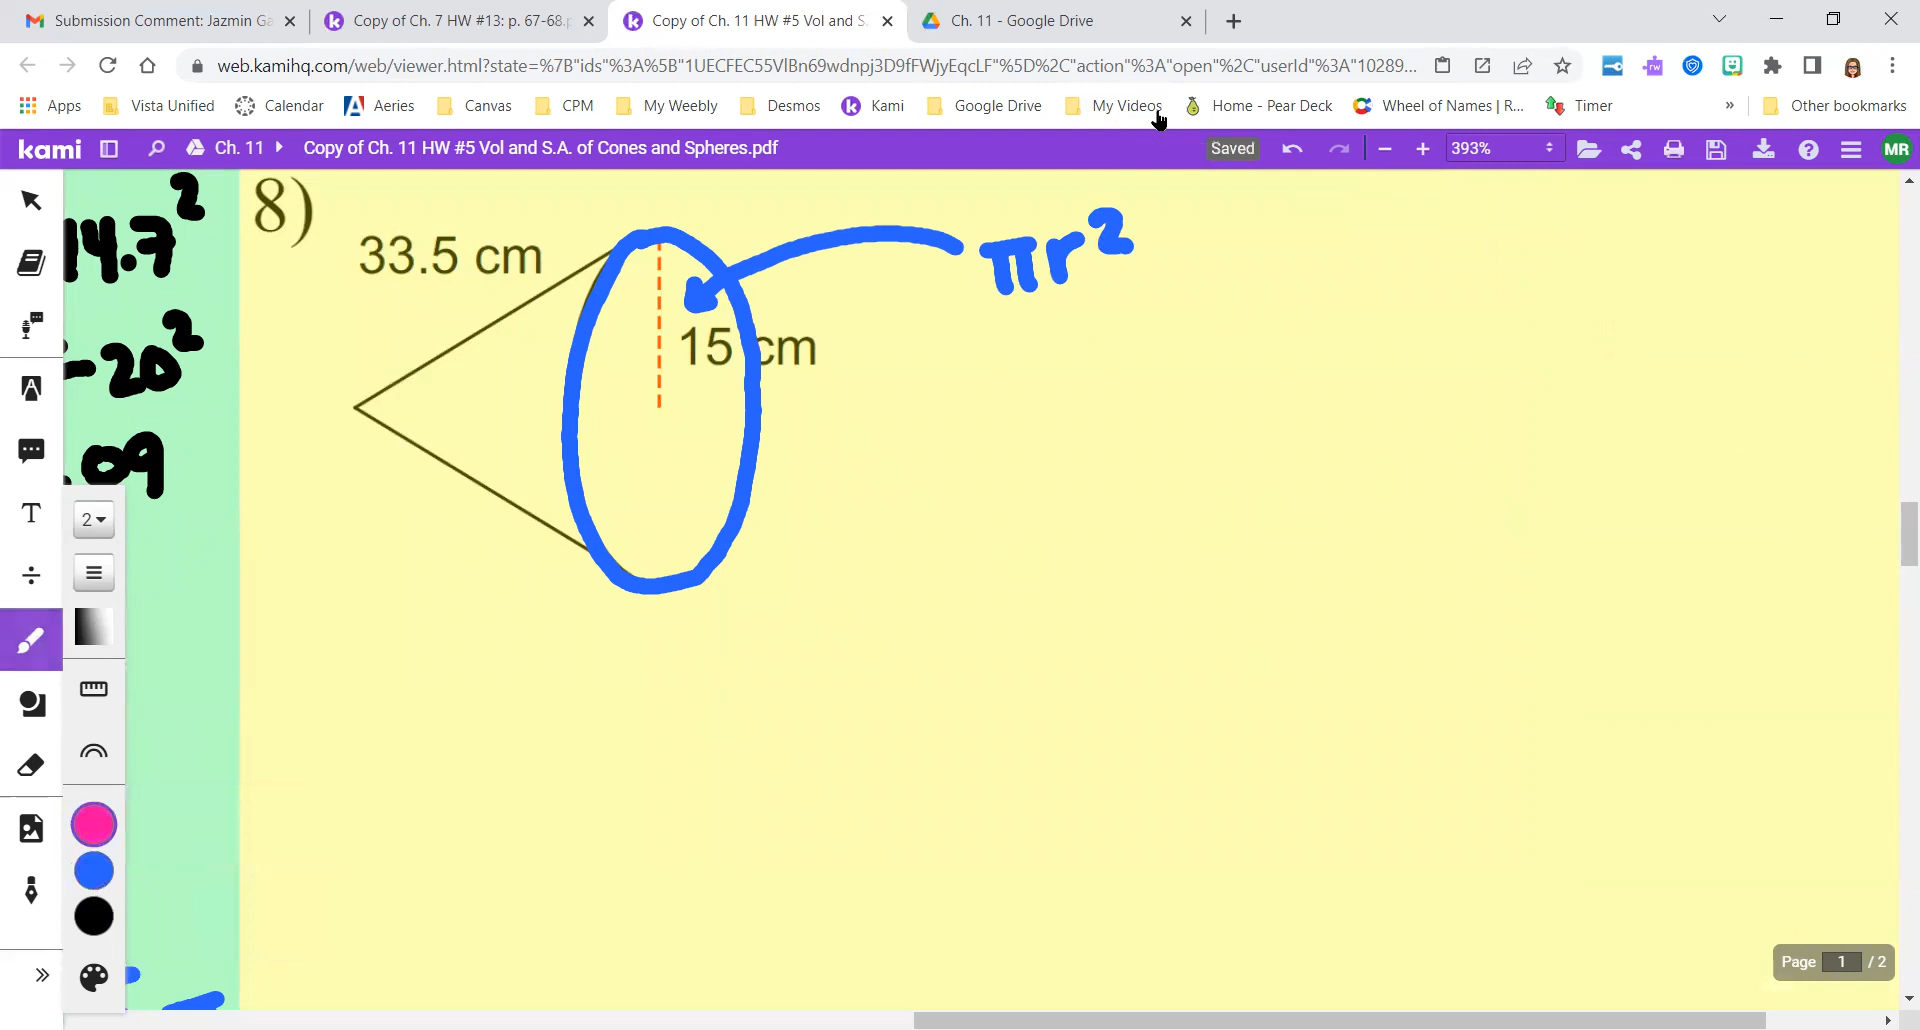 Submission Comment: Jazmin Ga
Copy of Ch. 7 HW #13: p. 67-68.p
Copy of Ch. 11 HW #5 Vol and S.
Ch. 11 - Google Drive
web.kamihq.com/web/viewer.html?state=%7B"ids"%3A%5B"1UECFEC55VlBn69wdnpj3D9fFWjyEqcLF"%5D%2C"action"%3A"open"%2C"userId"%3A"10289...
Apps Vista Unified Calendar Aeries Canvas CPM My Weebly Desmos Kami Google Drive My Videos Home - Pear Deck Wheel of Names | R... Timer » Other bookmarks
kami Ch. 11 Copy of Ch. 11 HW #5 Vol and S.A. of Cones and Spheres.pdf Saved 393% MR
8)
14.7²
33.5 cm
πr²
15 cm
-20²
.09
2
Page 1 / 2